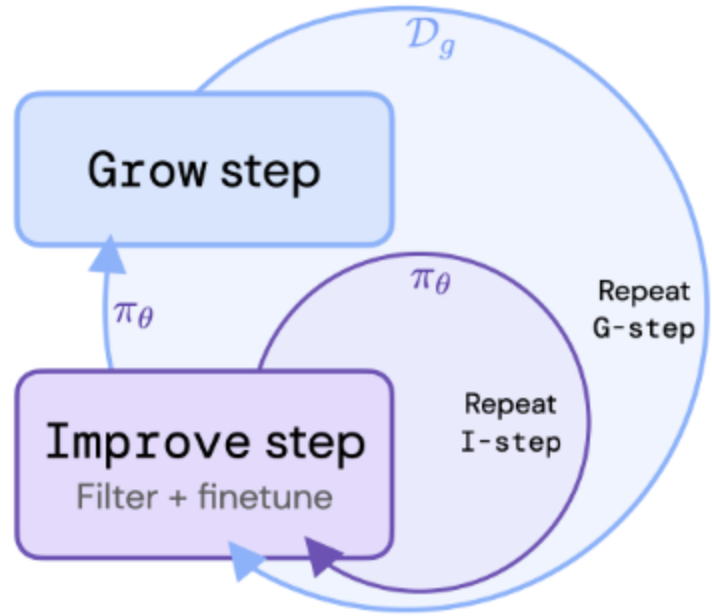 𝒟g
Grow step
πθ
Repeat
G-step
πθ
Repeat
I-step
Improve step
Filter + finetune